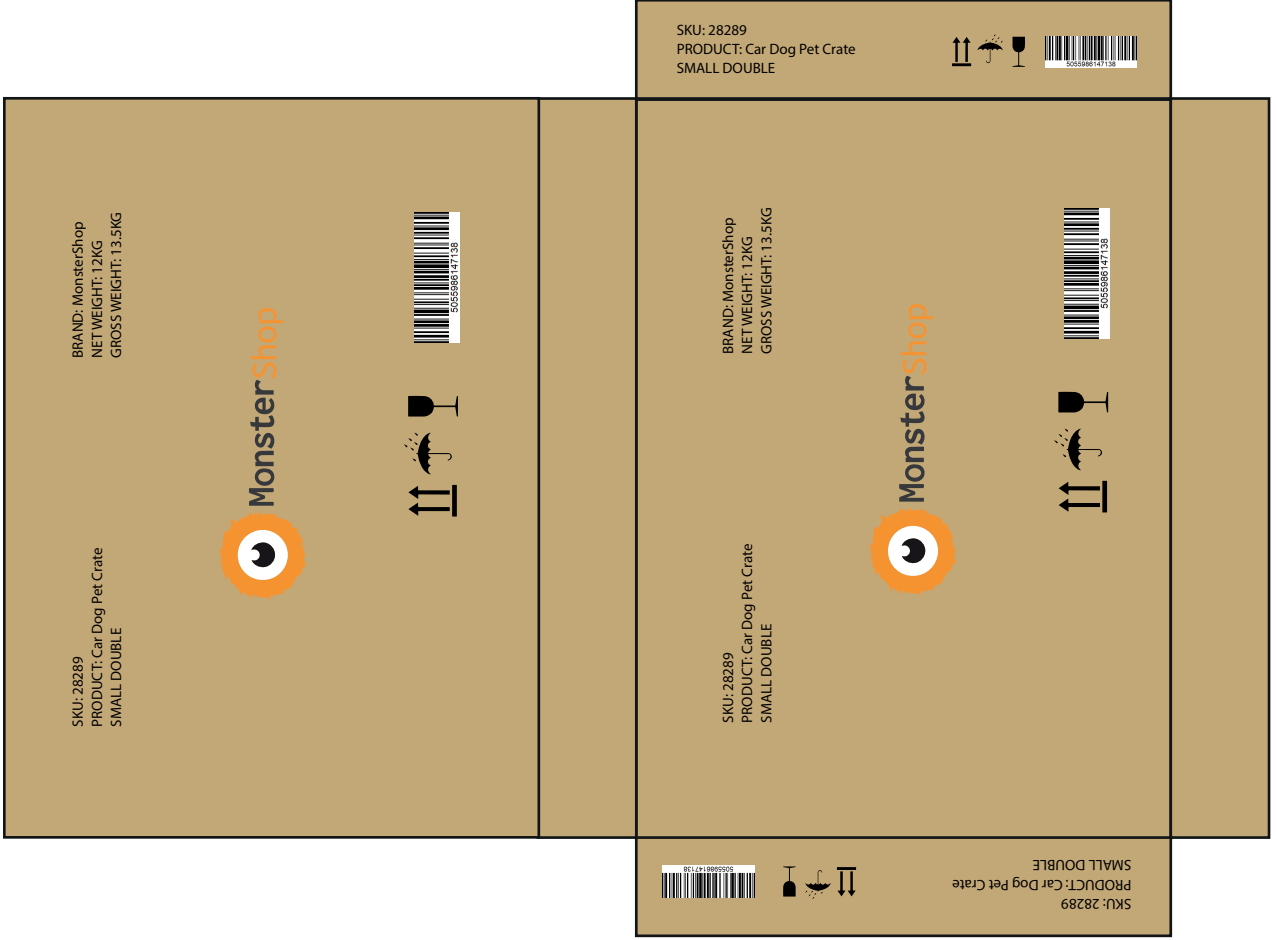 SKU: 28289
PRODUCT: Car Dog Pet Crate
SMALL DOUBLE
5055986147138
BRAND: MonsterShop
NET WEIGHT: 12KG
GROSS WEIGHT: 13.5KG
5055986147138
MonsterShop
SKU: 28289
PRODUCT: Car Dog Pet Crate
SMALL DOUBLE
BRAND: MonsterShop
NET WEIGHT: 12KG
GROSS WEIGHT: 13.5KG
5055986147138
MonsterShop
SKU: 28289
PRODUCT: Car Dog Pet Crate
SMALL DOUBLE
SKU: 28289
PRODUCT: Car Dog Pet Crate
SMALL DOUBLE
5055986147138